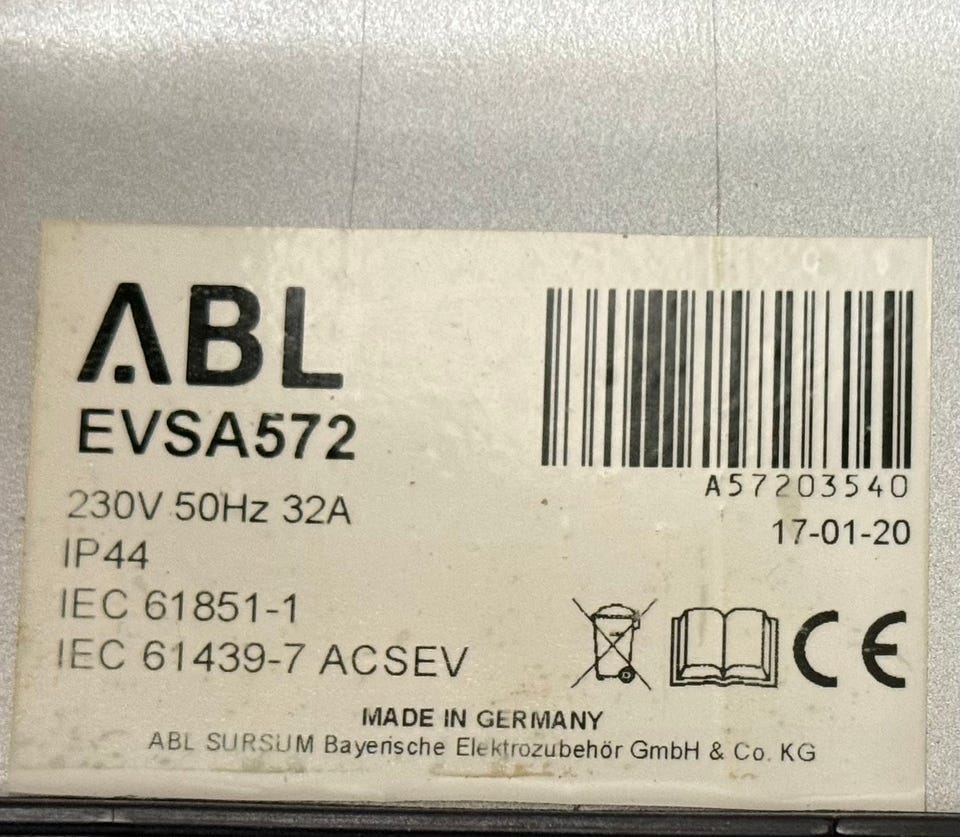 ABL
EVSA572
230V 50Hz 32A
IP44
IEC 61851-1
IEC 61439-7 ACSEV
A57203540
17-01-20
CE
MADE IN GERMANY
ABL SURSUM Bayerische Elektrozubehör GmbH & Co. KG